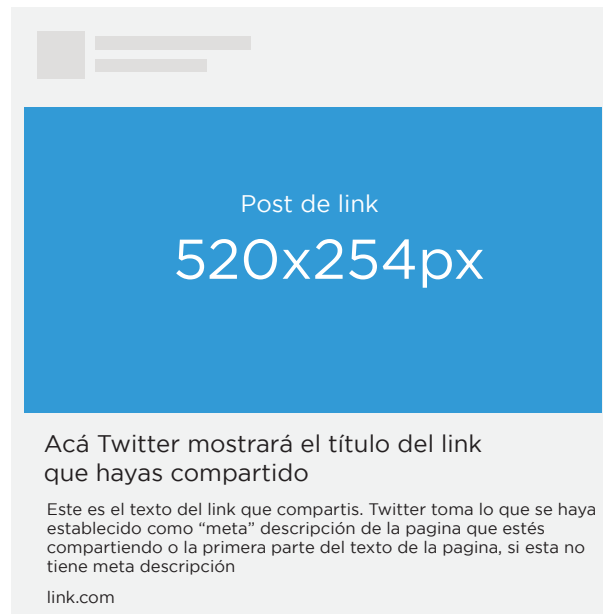 Post de link
520x254px
Acá Twitter mostrará el título del link
que hayas compartido
Este es el texto del link que compartis. Twitter toma lo que se haya
establecido como “meta” descripción de la pagina que estés
compartiendo o la primera parte del texto de la pagina, si esta no
tiene meta descripción
link.com